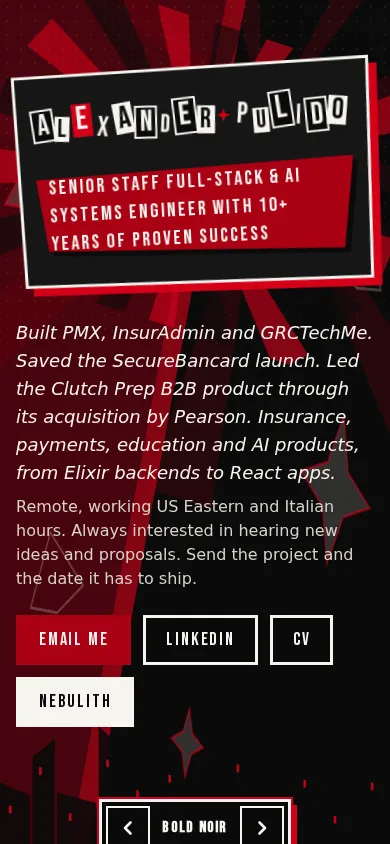 ALEXANDER PULIDO
SENIOR STAFF FULL-STACK & AI
SYSTEMS ENGINEER WITH 10+
YEARS OF PROVEN SUCCESS
Built PMX, InsurAdmin and GRCTechMe.
Saved the SecureBancard launch. Led
the Clutch Prep B2B product through
its acquisition by Pearson. Insurance,
payments, education and AI products,
from Elixir backends to React apps.
Remote, working US Eastern and Italian
hours. Always interested in hearing new
ideas and proposals. Send the project and
the date it has to ship.
EMAIL ME LINKEDIN CV
NEBULITH
BOLD NOIR